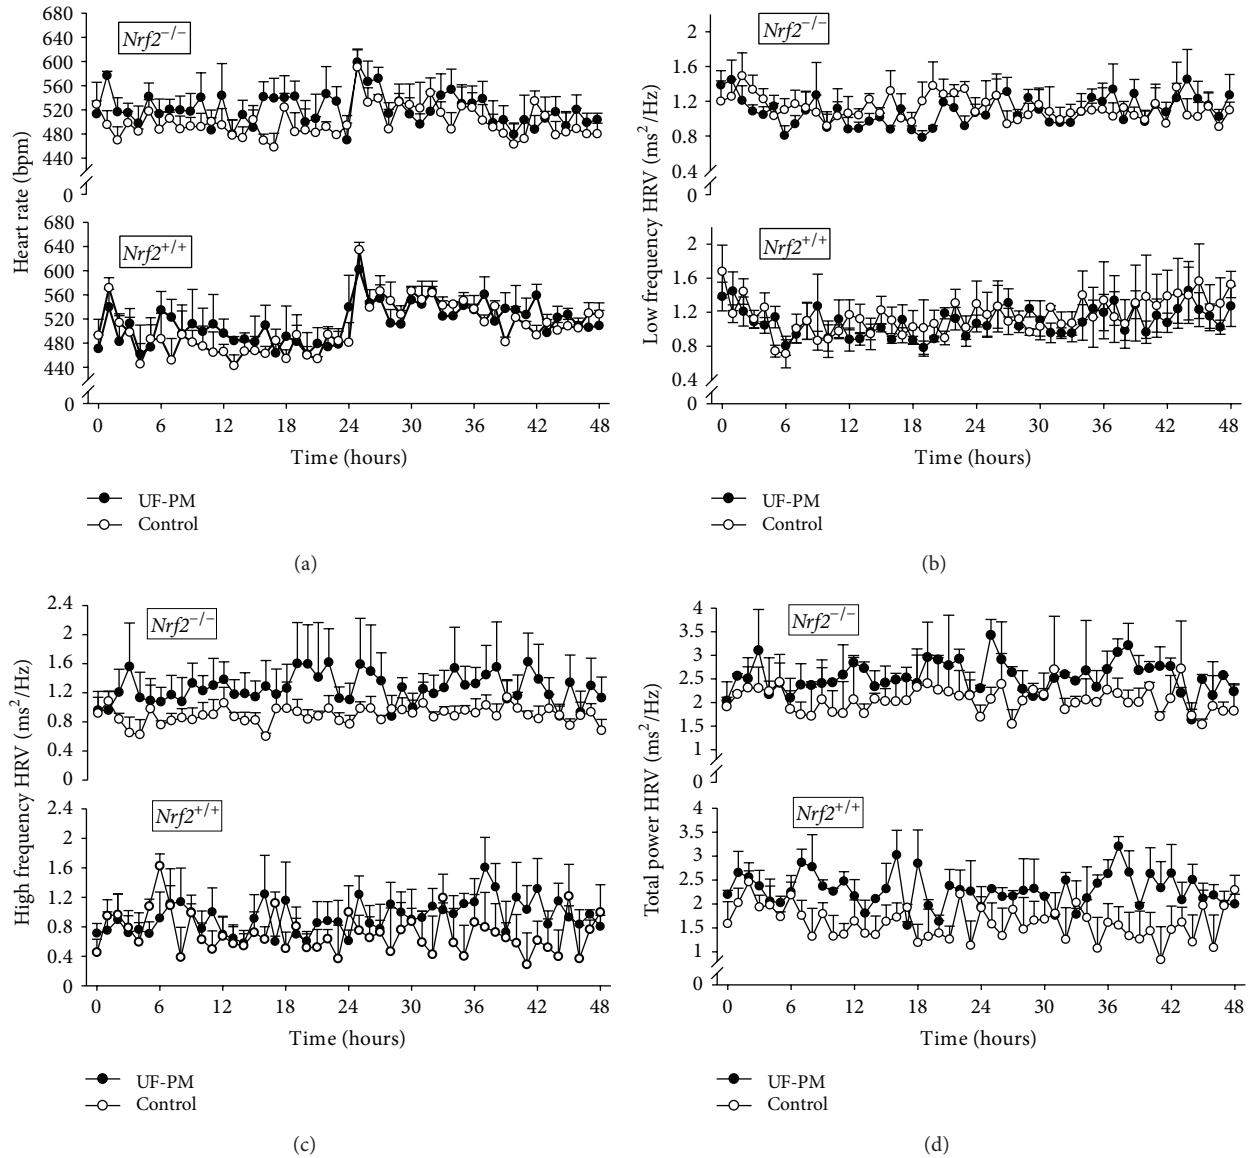 680
640
600
560
520
480
440
0
Nrf2−/−
680
640
600
560
520
480
440
0
Nrf2+/+
Heart rate (bpm)
0 6 12 18 24 30 36 42 48
Time (hours)
UF-PM
Control
(a)
2
1.6
1.2
0.8
0.4
0
Nrf2−/−
2
1.6
1.2
0.8
0.4
0
Nrf2+/+
Low frequency HRV (ms2/Hz)
0 6 12 18 24 30 36 42 48
Time (hours)
UF-PM
Control
(b)
2.4
2
1.6
1.2
0.8
0.4
0
Nrf2−/−
2.4
2
1.6
1.2
0.8
0.4
0
Nrf2+/+
High frequency HRV (ms2/Hz)
0 6 12 18 24 30 36 42 48
Time (hours)
UF-PM
Control
(c)
4
3.5
3
2.5
2
1.5
1
0
Nrf2−/−
4
3.5
3
2.5
2
1.5
1
0
Nrf2+/+
Total power HRV (ms2/Hz)
0 6 12 18 24 30 36 42 48
Time (hours)
UF-PM
Control
(d)